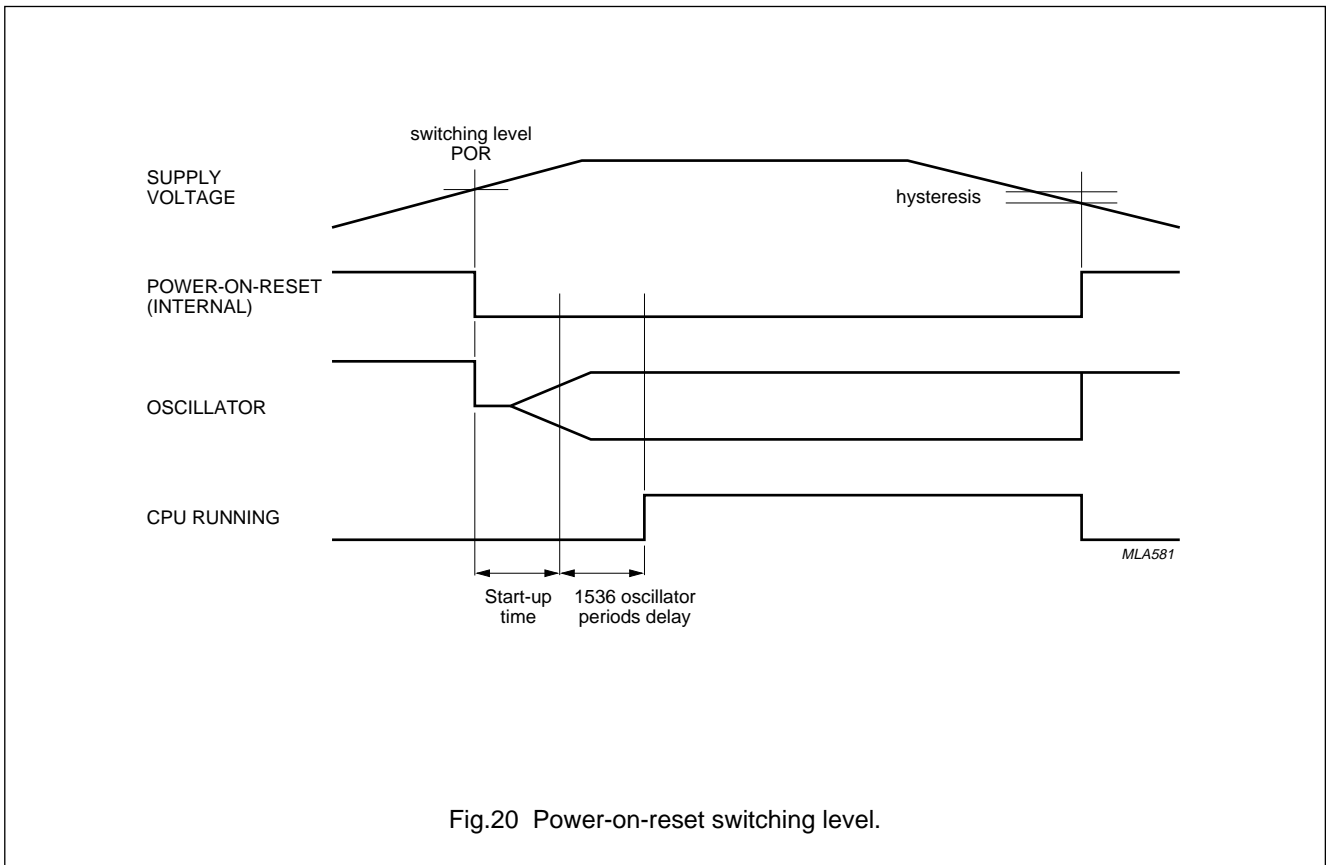 switching level
POR
SUPPLY
VOLTAGE
hysteresis
POWER-ON-RESET
(INTERNAL)
OSCILLATOR
CPU RUNNING
MLA581
Start-up
time
1536 oscillator
periods delay
Fig.20 Power-on-reset switching level.